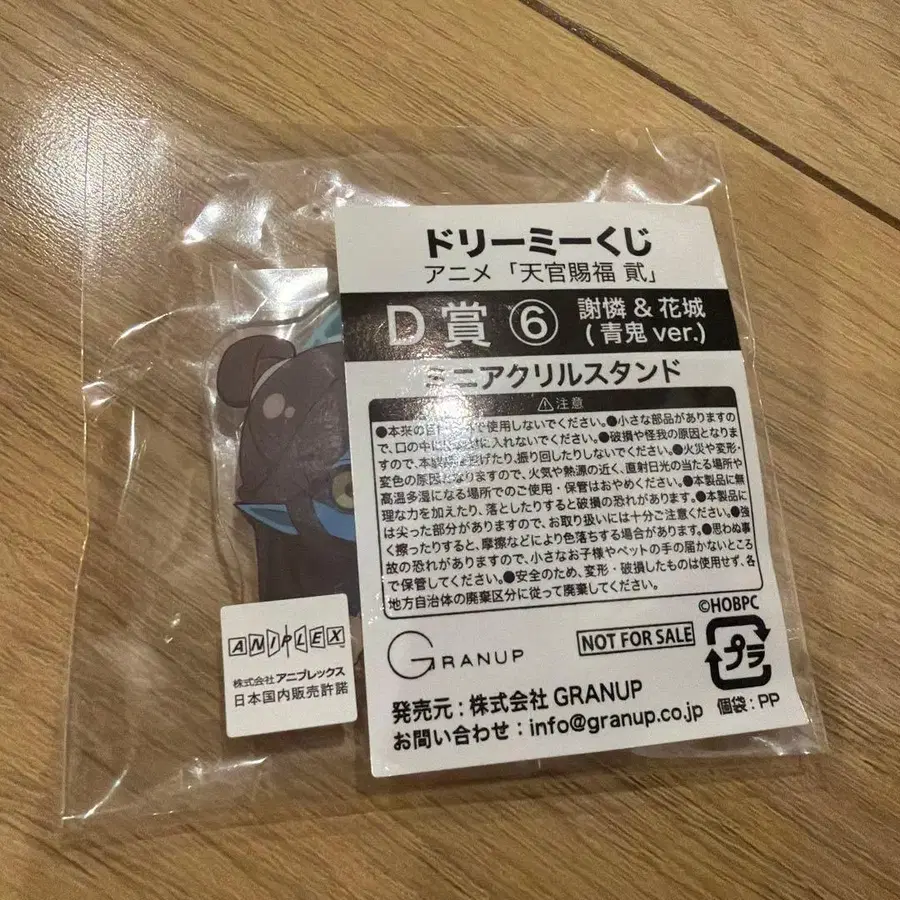 ドリーミーくじ
アニメ「天官賜福 貳」
D 賞 ⑥ 謝憐 & 花城
(青鬼 ver.)
ミニアクリルスタンド
⚠注意
●本来の で使用しないでください。●小さな部品がありますの
で、口の中に に入れないでください。●破損や怪我の原因となりま
すので、本 げたり、振り回したりしないでください。●火災や変形・
変色の原因となりますので、火気や熱源の近く、直射日光の当たる場所や
高温多湿になる場所でのご使用・保管はおやめください。●本製品に無
理な力を加えたり、落としたりすると破損の恐れがあります。●本製品に
は尖った部分がありますので、お取り扱いには十分ご注意ください。●強
く擦ったりすると、摩擦などにより色落ちする場合があります。●思わぬ事
故の恐れがありますので、小さなお子様やペットの手の届かないところ
で保管してください。●安全のため、変形・破損したものは使用せず、各
地方自治体の廃棄区分に従って廃棄してください。
©HOBPC
GRANUP
NOT FOR SALE
プラ
個袋:PP
発売元:株式会社 GRANUP
お問い合わせ:info@granup.co.jp
ANIPLEX
株式会社 アニプレックス
日本国内販売許諾